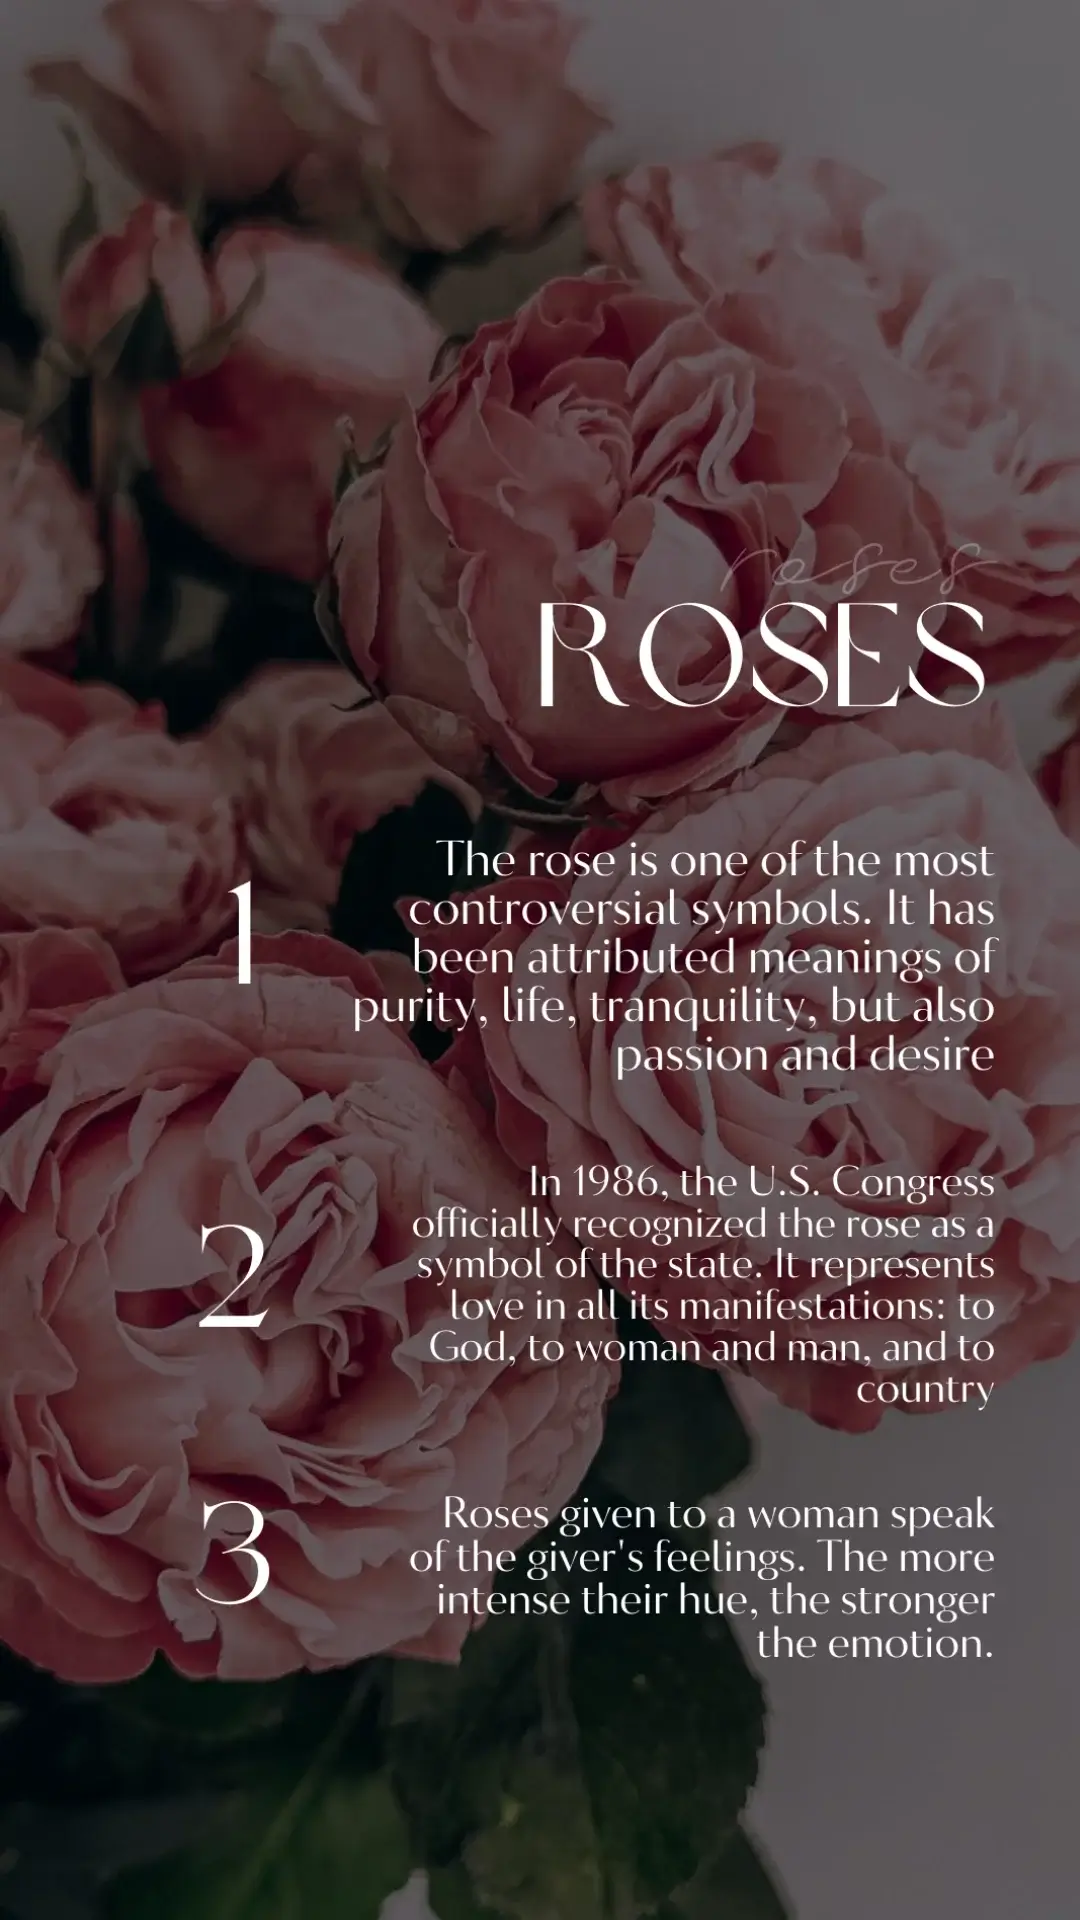 roses
ROSES
1
The rose is one of the most
controversial symbols. It has
been attributed meanings of
purity, life, tranquility, but also
passion and desire
2
In 1986, the U.S. Congress
officially recognized the rose as a
symbol of the state. It represents
love in all its manifestations: to
God, to woman and man, and to
country
3
Roses given to a woman speak
of the giver's feelings. The more
intense their hue, the stronger
the emotion.